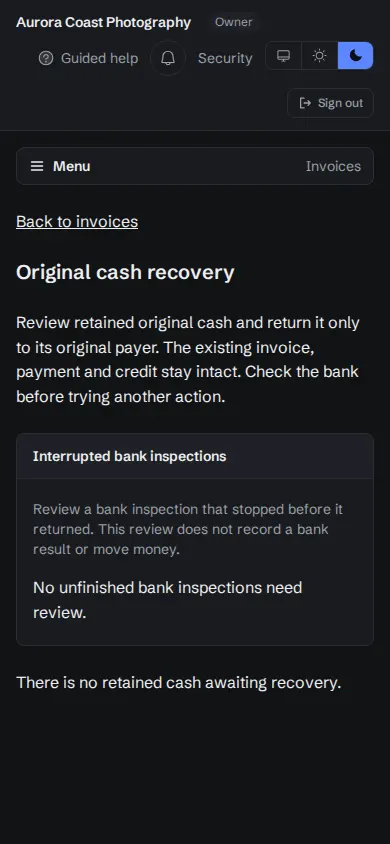 Aurora Coast Photography
Owner
Guided help
Security
Sign out
Menu
Invoices
Back to invoices
Original cash recovery
Review retained original cash and return it only
to its original payer. The existing invoice,
payment and credit stay intact. Check the bank
before trying another action.
Interrupted bank inspections
Review a bank inspection that stopped before it
returned. This review does not record a bank
result or move money.
No unfinished bank inspections need
review.
There is no retained cash awaiting recovery.